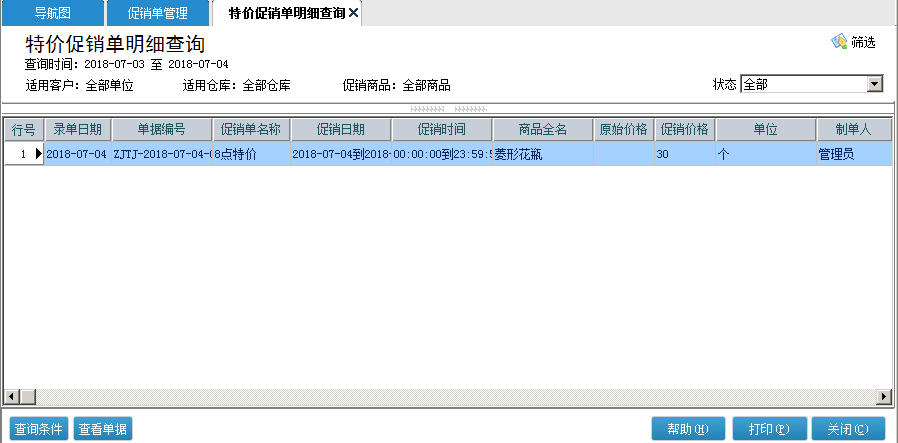 导航图 促销单管理 特价促销单明细查询
特价促销单明细查询
筛选
查询时间：2018-07-03 至 2018-07-04
适用客户：全部单位 适用仓库：全部仓库 促销商品：全部商品 状态 全部
行号 录单日期 单据编号 促销单名称 促销日期 促销时间 商品全名 原始价格 促销价格 单位 制单人
1 2018-07-04 ZJTJ-2018-07-04- 8点特价 2018-07-04到2018- 00:00:00到23:59: 菱形花瓶 30 个 管理员
查询条件 查看单据 帮助(H) 打印(P) 关闭(C)